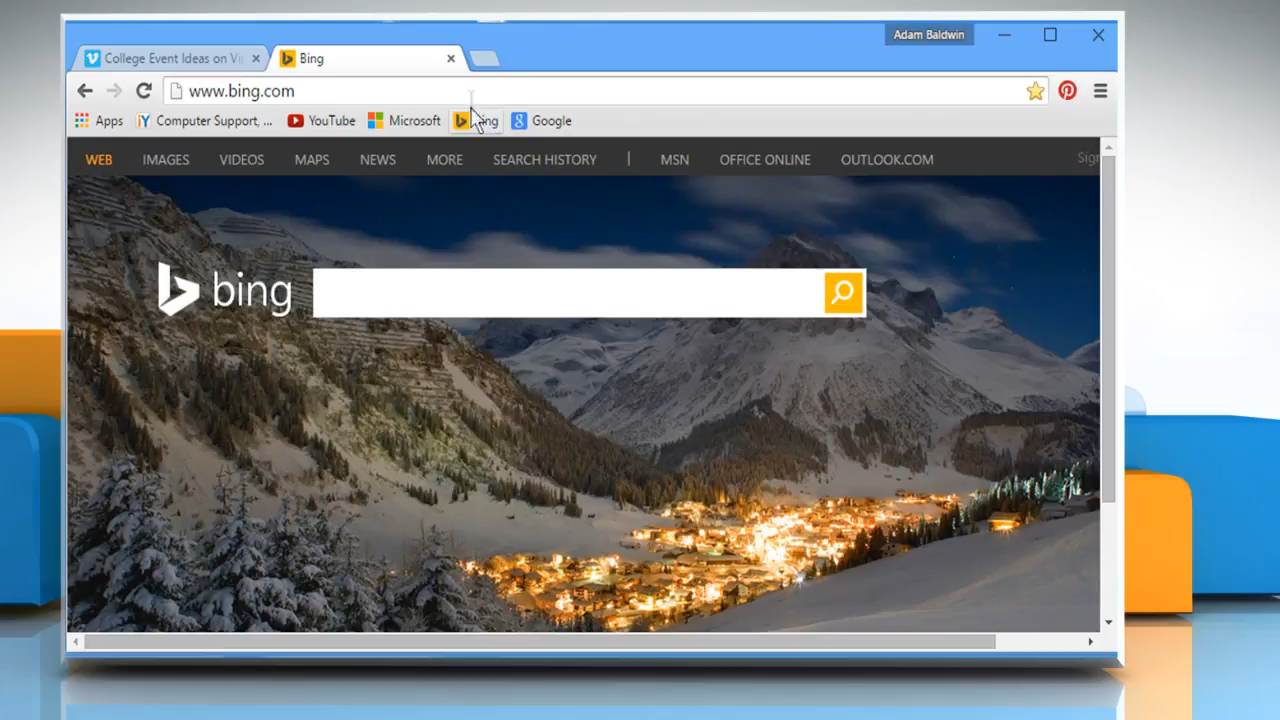 Adam Baldwin
College Event Ideas on Vi
Bing
www.bing.com
Apps Computer Support, ... YouTube Microsoft Google
WEB IMAGES VIDEOS MAPS NEWS MORE SEARCH HISTORY | MSN OFFICE ONLINE OUTLOOK.COM Sign
bing